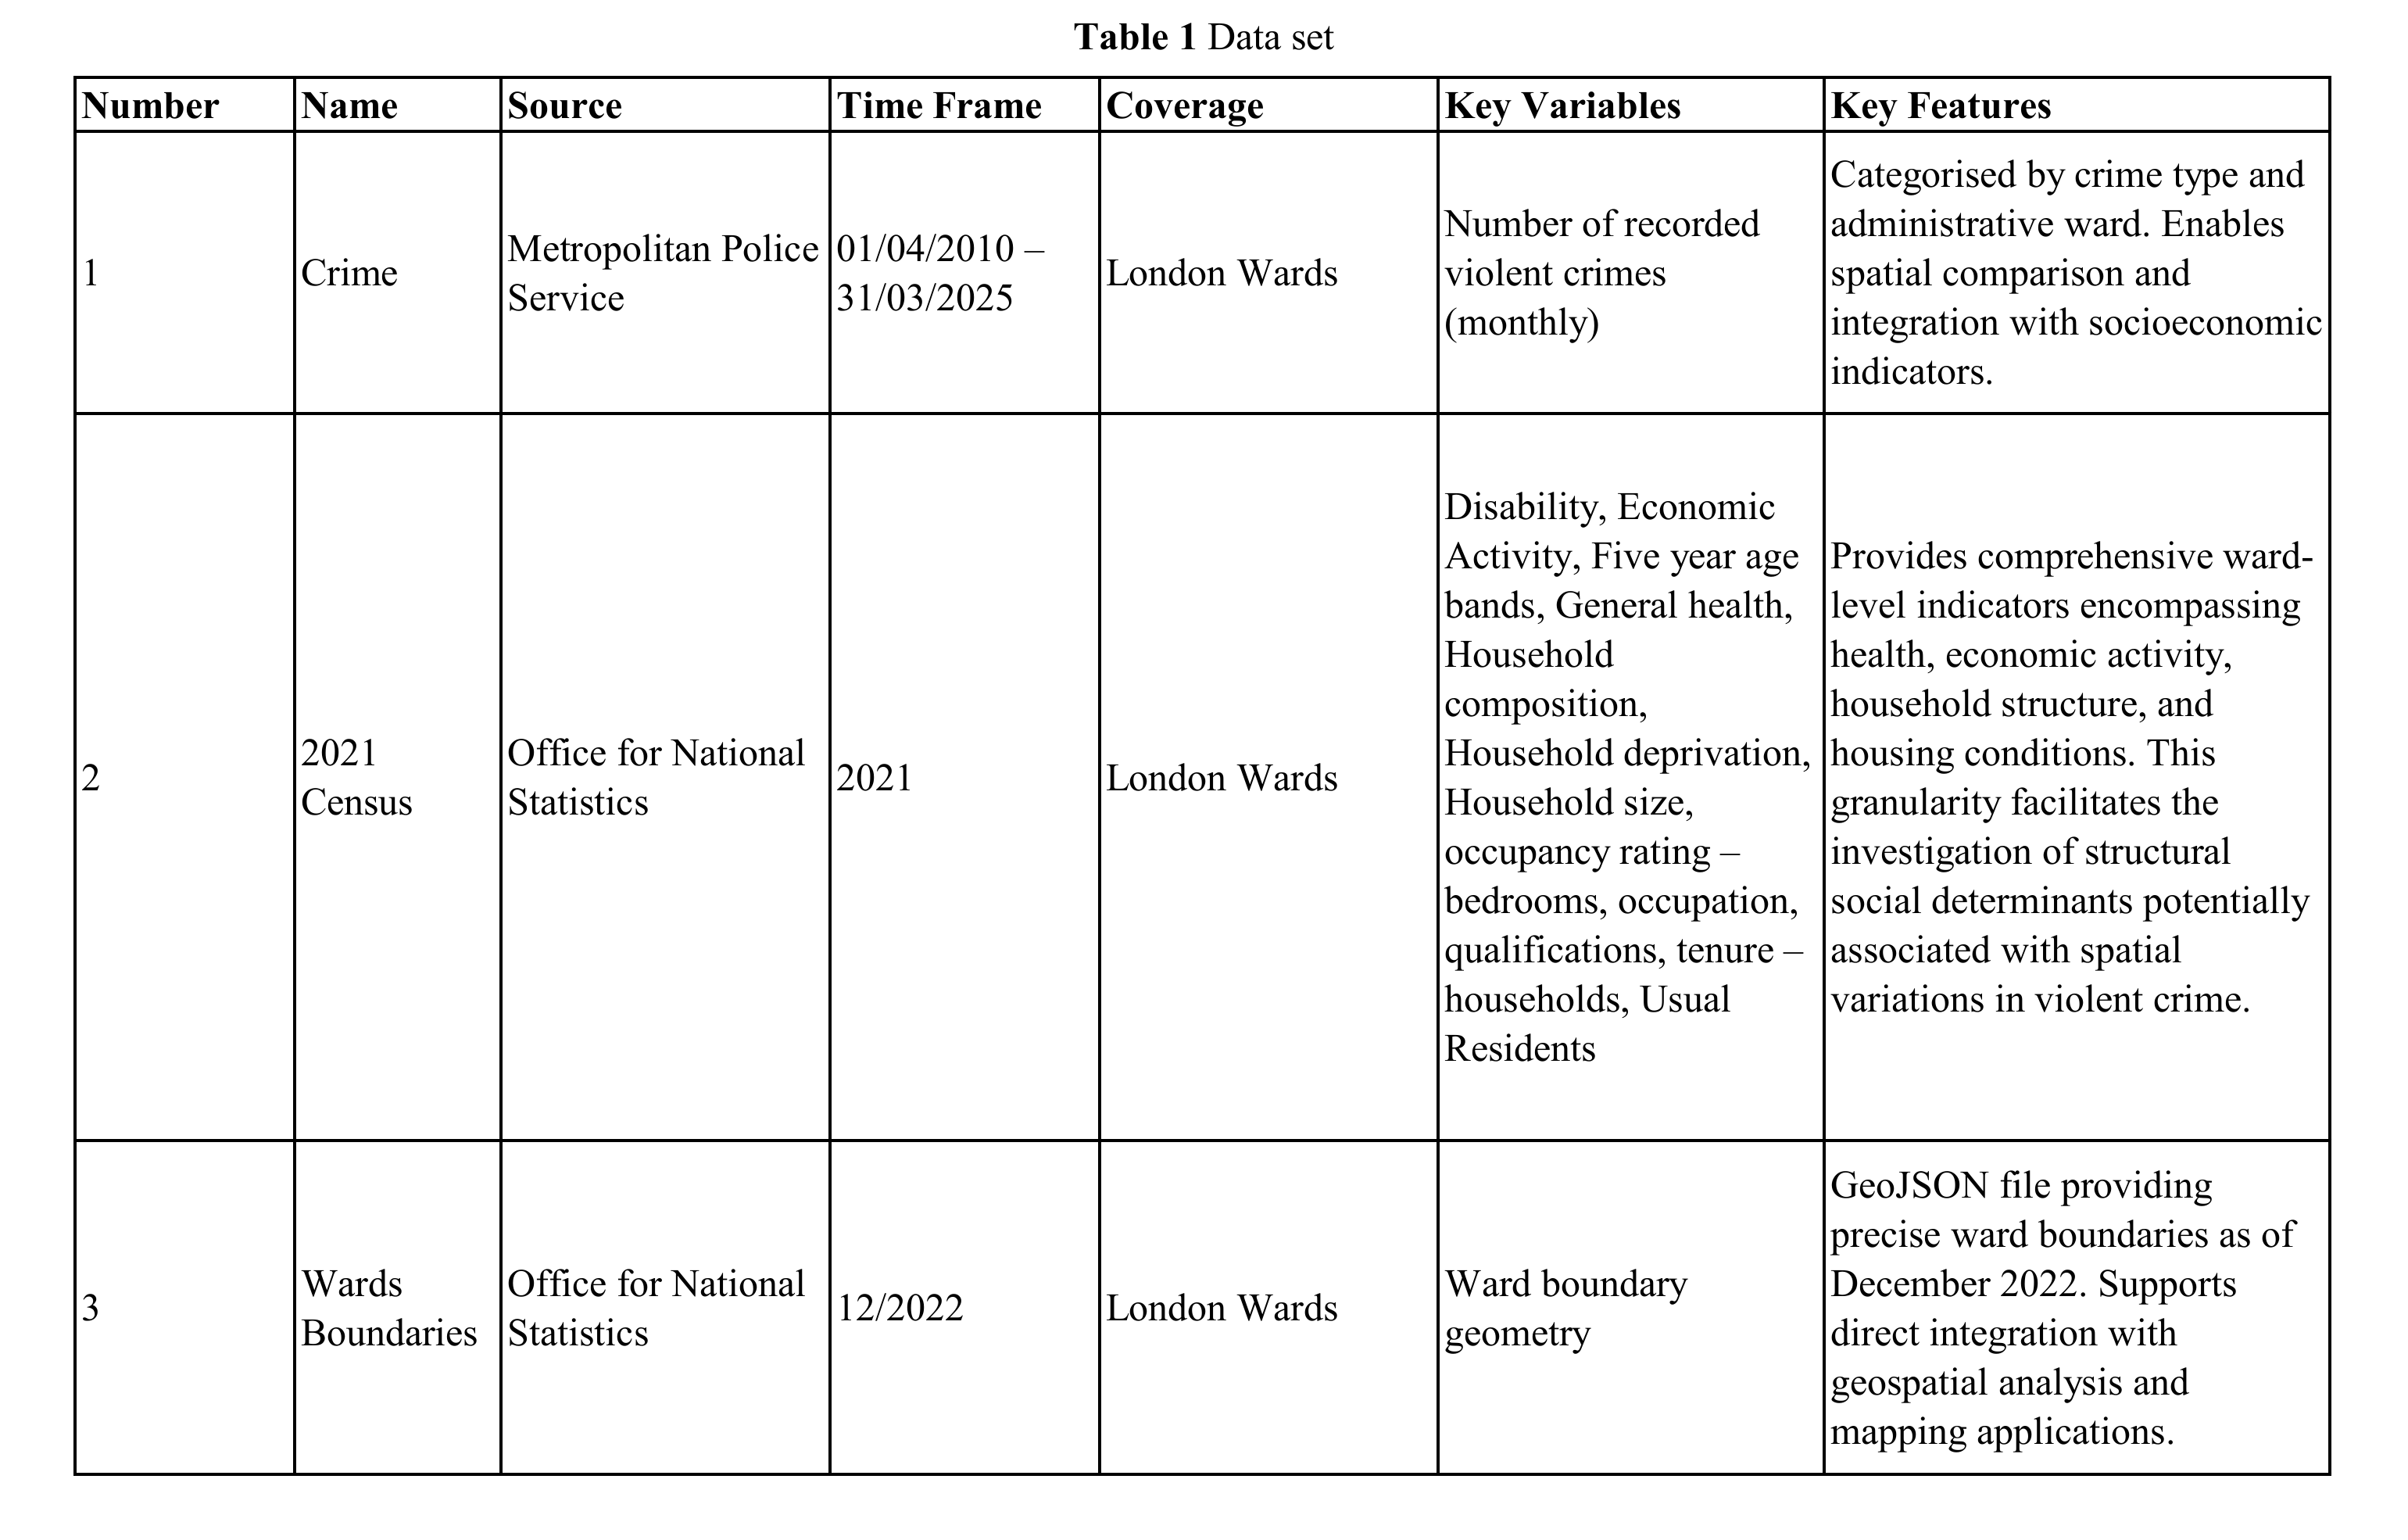 Table 1 Data set
Number
Name
Source
Time Frame
Coverage
Key Variables
Key Features
1
Crime
Metropolitan Police
Service
01/04/2010 –
31/03/2025
London Wards
Number of recorded
violent crimes
(monthly)
Categorised by crime type and
administrative ward. Enables
spatial comparison and
integration with socioeconomic
indicators.
2
2021
Census
Office for National
Statistics
2021
London Wards
Disability, Economic
Activity, Five year age
bands, General health,
Household
composition,
Household deprivation,
Household size,
occupancy rating –
bedrooms, occupation,
qualifications, tenure –
households, Usual
Residents
Provides comprehensive ward-
level indicators encompassing
health, economic activity,
household structure, and
housing conditions. This
granularity facilitates the
investigation of structural
social determinants potentially
associated with spatial
variations in violent crime.
3
Wards
Boundaries
Office for National
Statistics
12/2022
London Wards
Ward boundary
geometry
GeoJSON file providing
precise ward boundaries as of
December 2022. Supports
direct integration with
geospatial analysis and
mapping applications.